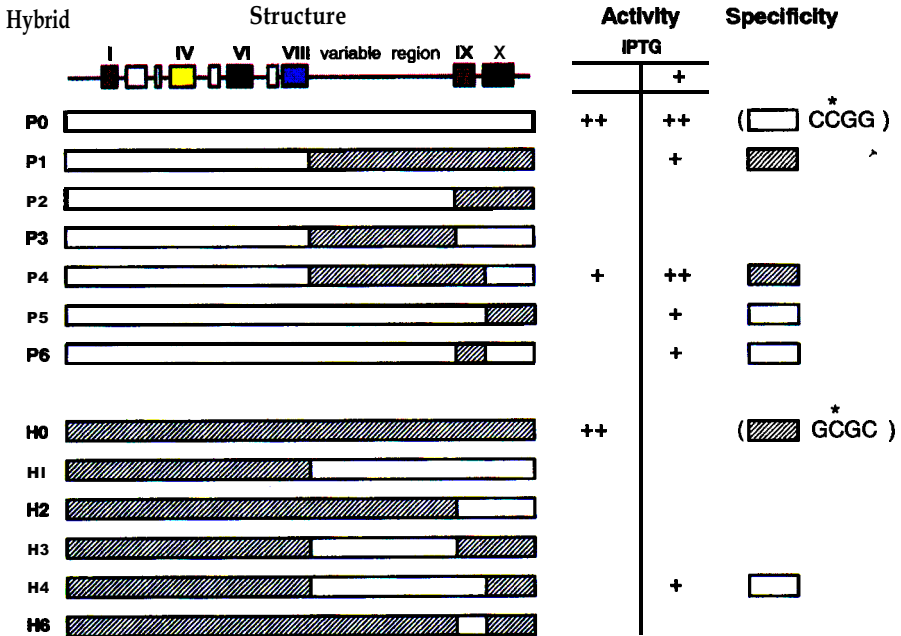 Hybrid Structure Activity Specificity
IPTG
I IV VI VIII variable region IX X
+
P0 ++ ++ ( * CCGG )
P1 +
P2
P3
P4 + ++
P5 +
P6 +
H0 ++ ( * GCGC )
H1
H2
H3
H4 +
H6